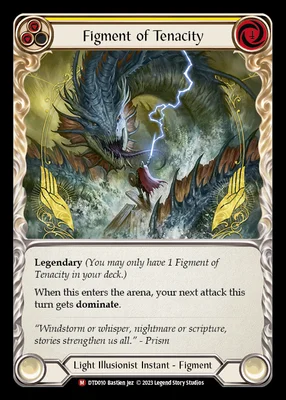 Figment of Tenacity
Legendary (You may only have 1 Figment of
Tenacity in your deck.)
When this enters the arena, your next attack this
turn gets dominate.
“Windstorm or whisper, nightmare or scripture,
stories strengthen us all.” - Prism
Light Illusionist Instant - Figment
M DTD010 Bastien Jez © 2023 Legend Story Studios